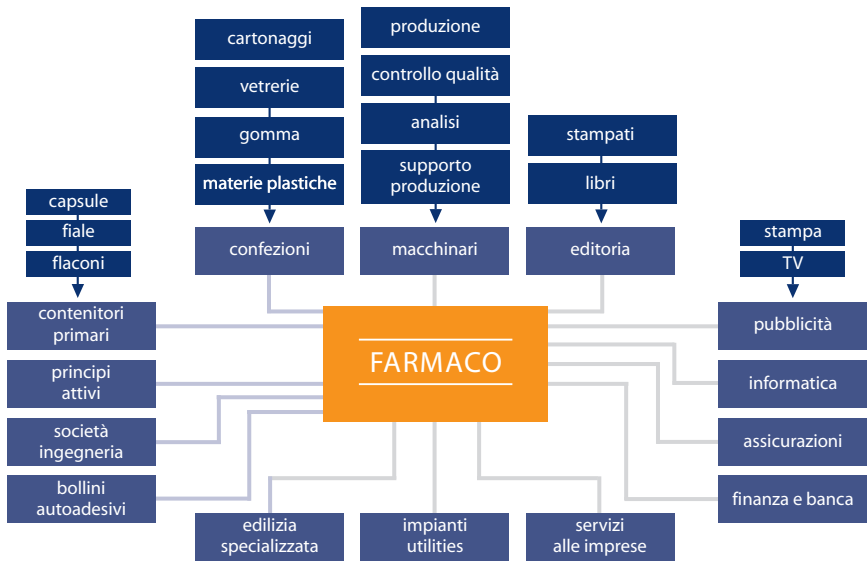 cartonaggi
vetrerie
gomma
materie plastiche
confezioni
produzione
controllo qualità
analisi
supporto
produzione
macchinari
stampati
libri
editoria
capsule
fiale
flaconi
contenitori
primari
principi
attivi
società
ingegneria
bollini
autoadesivi
FARMACO
stampa
TV
pubblicità
informatica
assicurazioni
finanza e banca
edilizia
specializzata
impianti
utilities
servizi
alle imprese